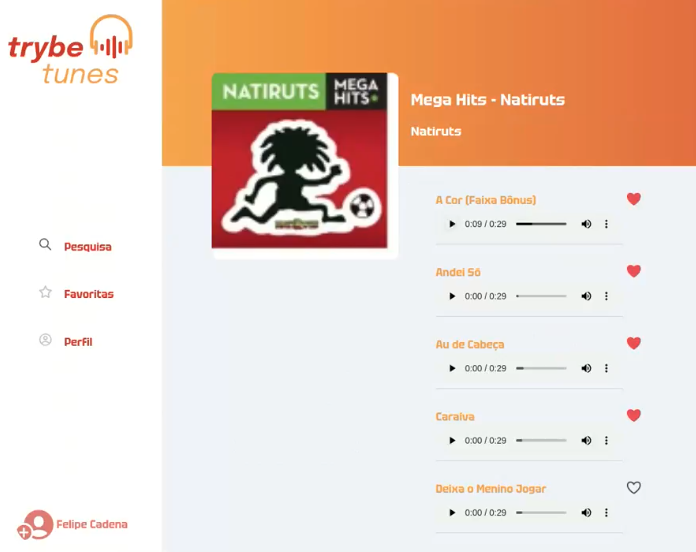 trybe
tunes
Pesquisa
Favoritas
Perfil
Felipe Cadena
NATIRUTS
MEGA
HITS
Mega Hits - Natiruts
Natiruts
A Cor (Faixa Bônus)
0:09 / 0:29
Andei Só
0:00 / 0:29
Au de Cabeça
0:00 / 0:29
Caraíva
0:00 / 0:29
Deixa o Menino Jogar
0:00 / 0:29